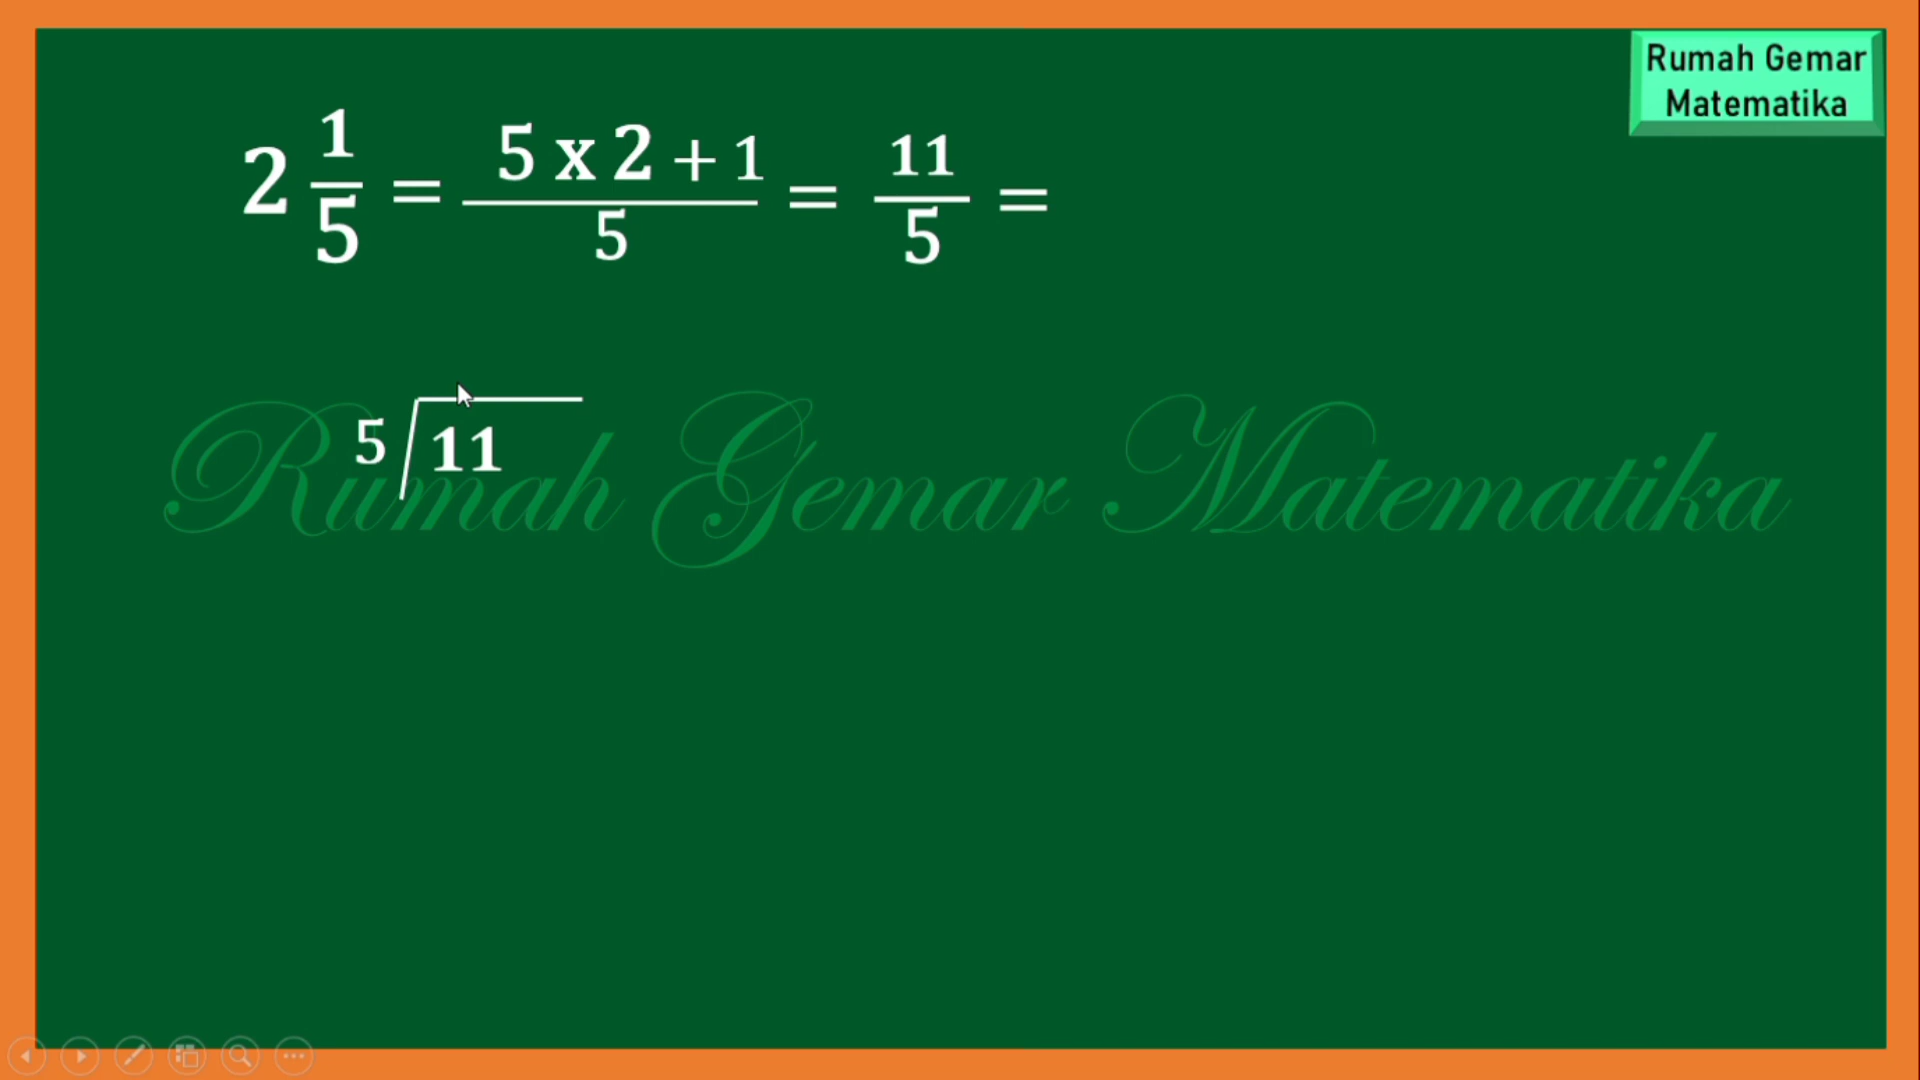 Rumah Gemar
Matematika
2 1/5 = 5 x 2 + 1 / 5 = 11/5 =
5 11
Rumah Gemar Matematika